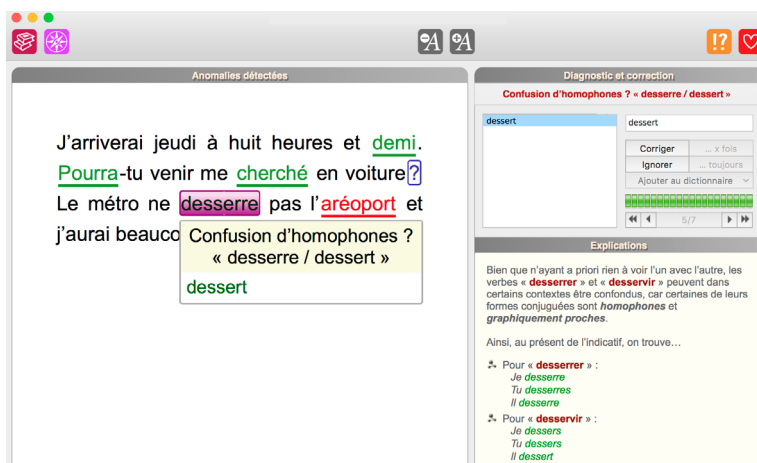 Anomalies détectées
J’arriverai jeudi à huit heures et demi.
Pourra-tu venir me cherché en voiture?
Le métro ne desserre pas l’aréoport et
j’aurai beauco
Confusion d’homophones ?
« desserre / dessert »
dessert
Diagnostic et correction
Confusion d’homophones ? « desserre / dessert »
dessert
dessert
Corriger
... x fois
Ignorer
... toujours
Ajouter au dictionnaire
5/7
Explications
Bien que n’ayant a priori rien à voir l’un avec l’autre, les
verbes « desserrer » et « desservir » peuvent dans
certains contextes être confondus, car certaines de leurs
formes conjuguées sont homophones et
graphiquement proches.
Ainsi, au présent de l’indicatif, on trouve…
Pour « desserrer » :
Je desserre
Tu desserres
Il desserre
Pour « desservir » :
Je dessers
Tu dessers
Il dessert